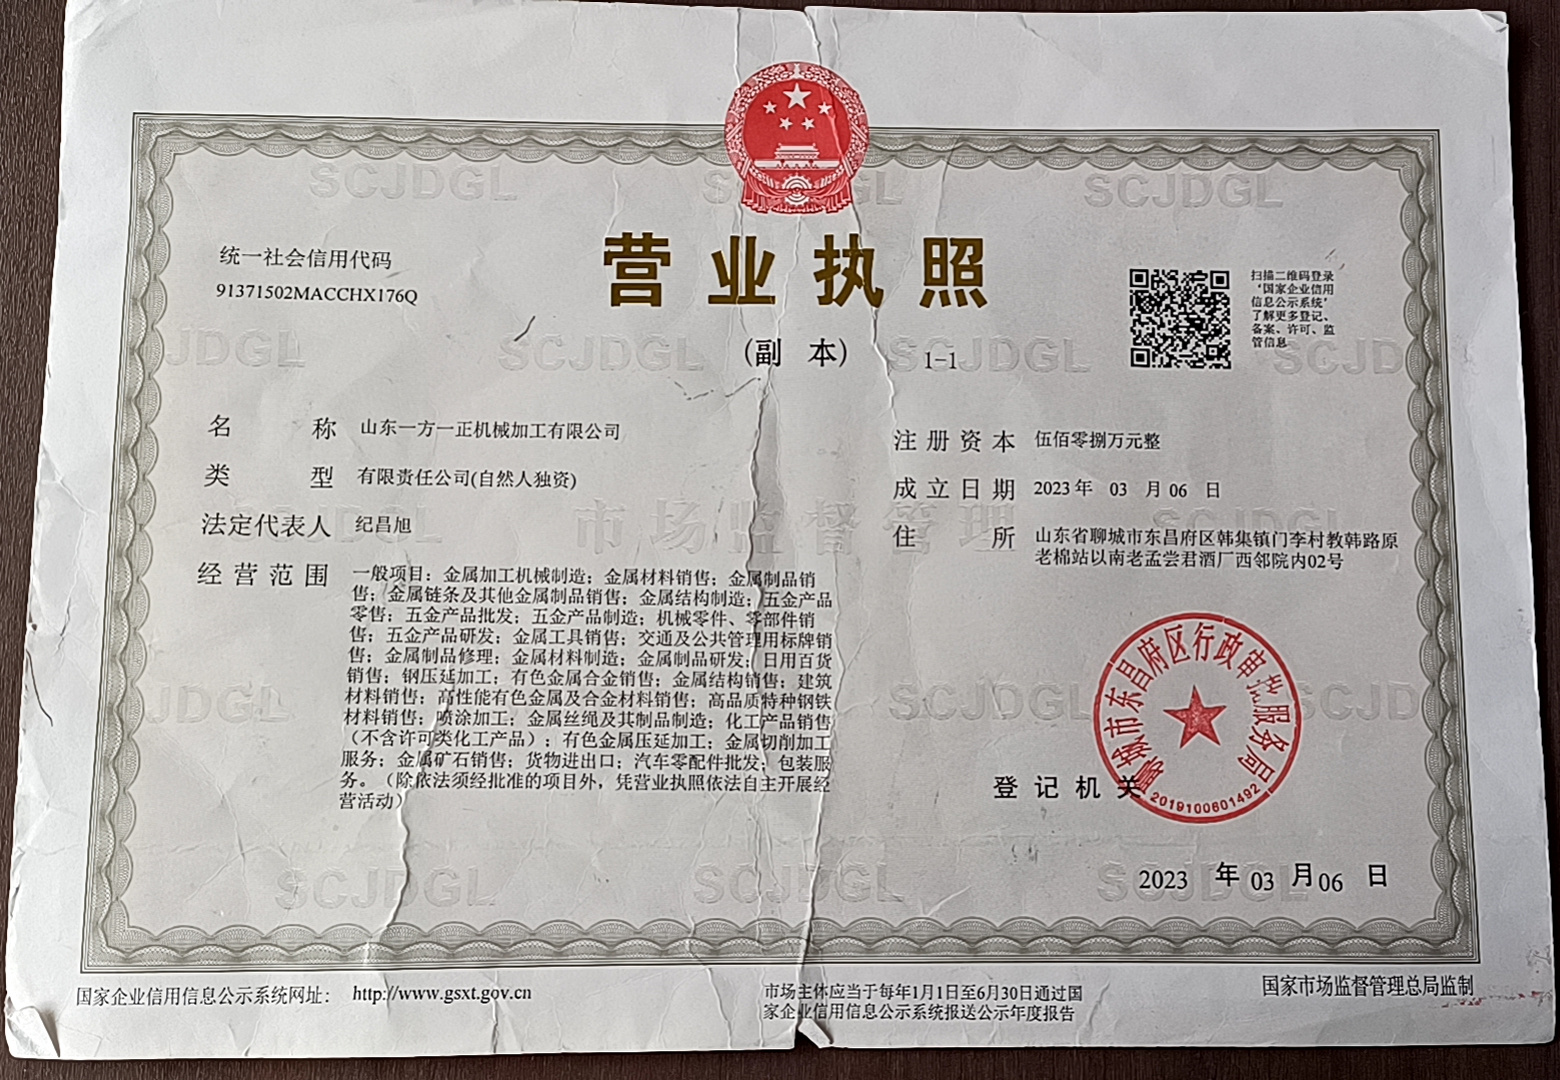 统一社会信用代码
91371502MACCHX176Q
营业执照
(副 本)
1-1
扫描二维码登录
‘国家企业信用
信息公示系统’
了解更多登记、
备案、许可、监
管信息
名 称 山东一方一正机械加工有限公司
类 型 有限责任公司(自然人独资)
法定代表人 纪昌旭
经营范围 一般项目：金属加工机械制造；金属材料销售；金属制品销
售；金属链条及其他金属制品销售；金属结构制造；五金产品
零售；五金产品批发；五金产品制造；机械零件、零部件销
售；五金产品研发；金属工具销售；交通及公共管理用标牌销
售；金属制品修理；金属材料制造；金属制品研发；日用百货
销售；钢压延加工；有色金属合金销售；金属结构销售；建筑
材料销售；高性能有色金属及合金材料销售；高品质特种钢铁
材料销售；喷涂加工；金属丝绳及其制品制造；化工产品销售
（不含许可类化工产品）；有色金属压延加工；金属切削加工
服务；金属矿石销售；货物进出口；汽车零配件批发；包装服
务。（除依法须经批准的项目外，凭营业执照依法自主开展经
营活动）
注册资本 伍佰零捌万元整
成立日期 2023 年 03 月 06 日
住 所 山东省聊城市东昌府区韩集镇门李村教韩路原
老棉站以南老孟尝君酒厂西邻院内02号
聊城市东昌府区行政审批服务局
2019100601492
登记机关
2023 年 03 月 06 日
国家企业信用信息公示系统网址： http://www.gsxt.gov.cn
市场主体应当于每年1月1日至6月30日通过国
家企业信用信息公示系统报送公示年度报告
国家市场监督管理总局监制
SCJDGL
SCJDGL
SCJDGL
JDGL
SCJDGL
SCJDGL
SCJD
市场监督管理
SCJDGL
JDGL
SCJDGL
SCJD
SCJDGL
SCJDGL
SCJDGL